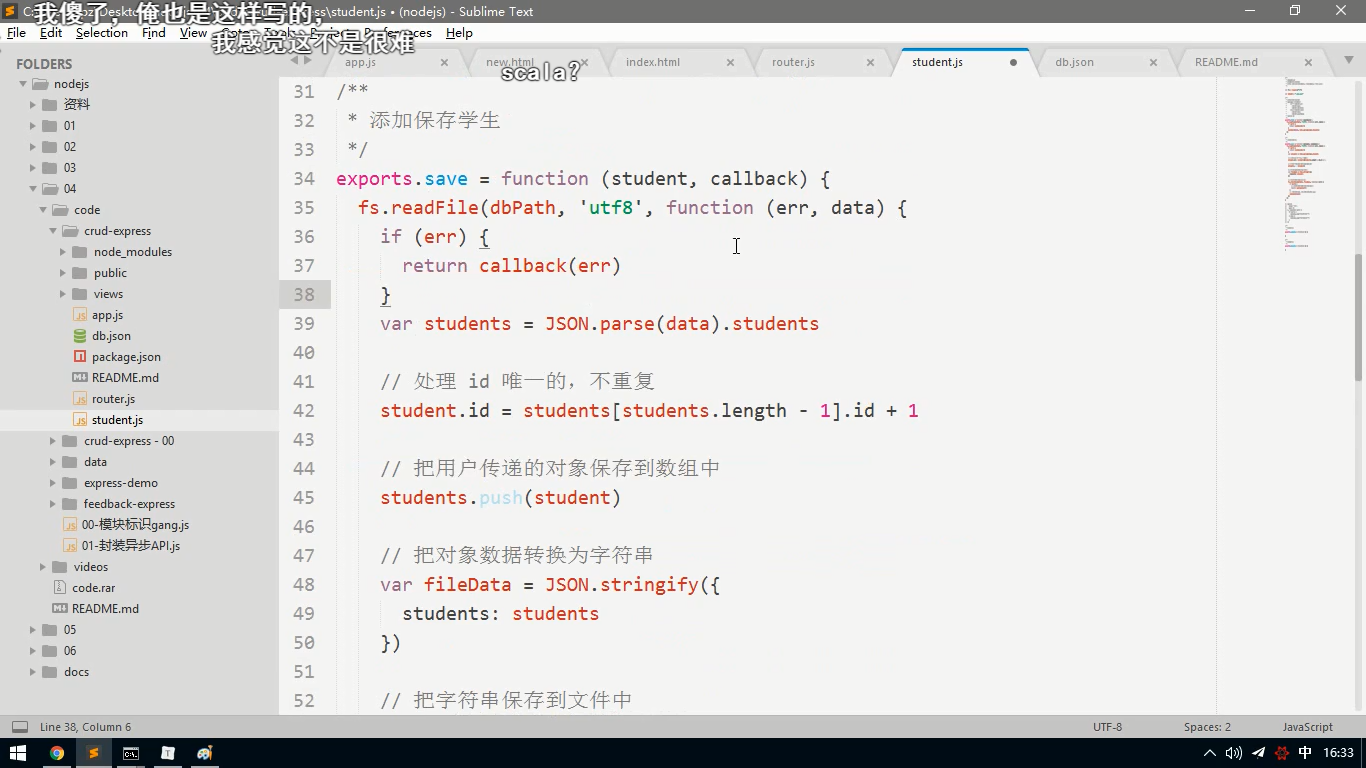 我傻了，俺也是这样写的，
\student.js • (nodejs) - Sublime Text
File Edit Selection Find View Preferences Help
我感觉这不是很难
scala?
app.js
new.html
index.html
router.js
student.js
db.json
README.md
FOLDERS
nodejs
资料
01
02
03
04
code
crud-express
node_modules
public
views
app.js
db.json
package.json
README.md
router.js
student.js
crud-express - 00
data
express-demo
feedback-express
00-模块标识gang.js
01-封装异步API.js
videos
code.rar
README.md
05
06
docs
31 /**
32 * 添加保存学生
33 */
34 exports.save = function (student, callback) {
35 fs.readFile(dbPath, 'utf8', function (err, data) {
36 if (err) {
37 return callback(err)
38 }
39 var students = JSON.parse(data).students
40
41 // 处理 id 唯一的，不重复
42 student.id = students[students.length - 1].id + 1
43
44 // 把用户传递的对象保存到数组中
45 students.push(student)
46
47 // 把对象数据转换为字符串
48 var fileData = JSON.stringify({
49 students: students
50 })
51
52 // 把字符串保存到文件中
Line 38, Column 6
UTF-8
Spaces: 2
JavaScript
中
16:33